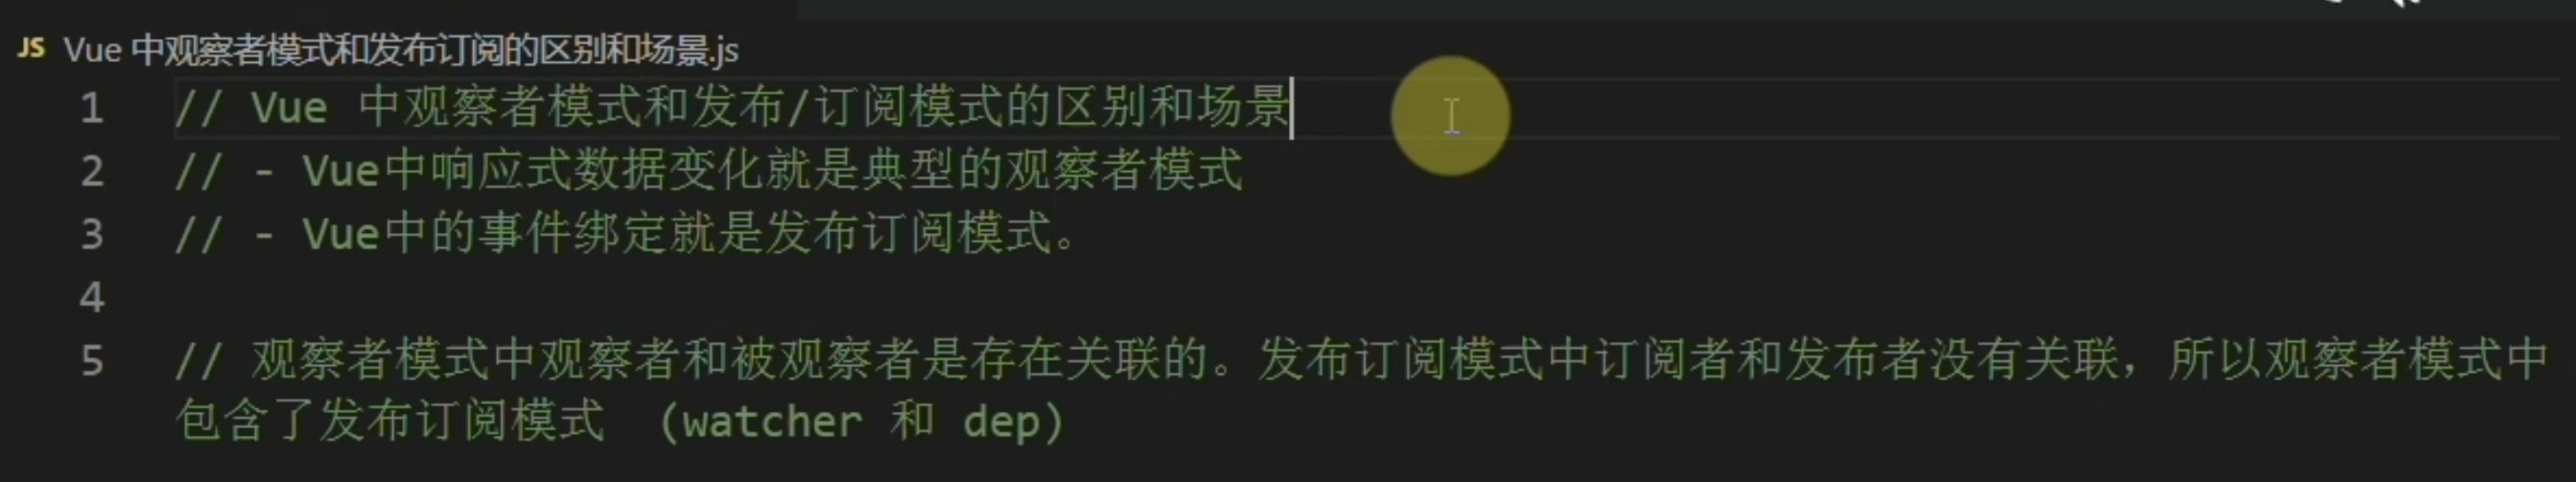 JS Vue 中观察者模式和发布订阅的区别和场景.js
1 // Vue 中观察者模式和发布/订阅模式的区别和场景
2 // - Vue中响应式数据变化就是典型的观察者模式
3 // - Vue中的事件绑定就是发布订阅模式。
4
5 // 观察者模式中观察者和被观察者是存在关联的。发布订阅模式中订阅者和发布者没有关联，所以观察者模式中
包含了发布订阅模式 （watcher 和 dep)